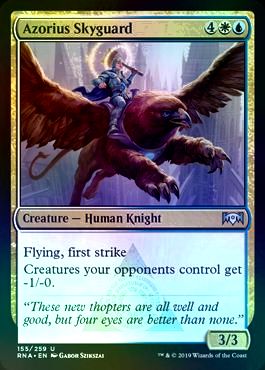 Azorius Skyguard 4
Creature — Human Knight
Flying, first strike
Creatures your opponents control get
-1/-0.
“These new thopters are all well and
good, but four eyes are better than none.”
3/3
155/259 U
RNA • EN GABOR SZIKSZAI
™ & © 2019 Wizards of the Coast